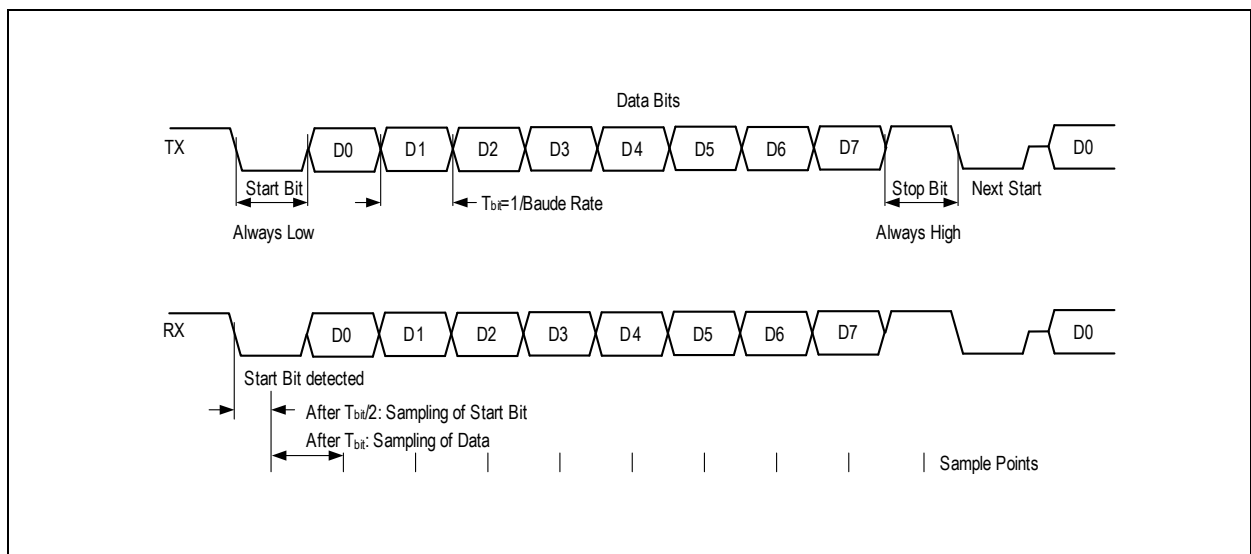 Data Bits
TX D0 D1 D2 D3 D4 D5 D6 D7 D0
Start Bit Stop Bit Next Start
Tbit=1/Baude Rate
Always Low Always High
RX D0 D1 D2 D3 D4 D5 D6 D7 D0
Start Bit detected
After Tbit/2: Sampling of Start Bit
After Tbit: Sampling of Data
Sample Points